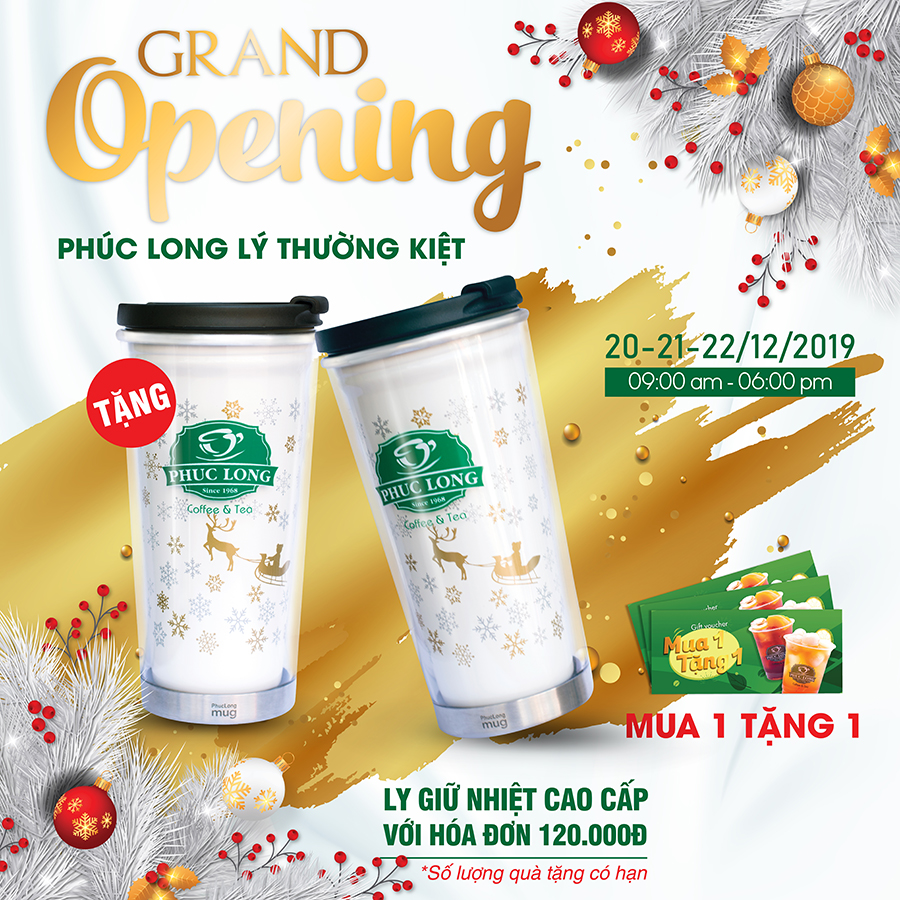 GRAND
Opening
PHÚC LONG LÝ THƯỜNG KIỆT
20-21-22/12/2019
09:00 am - 06:00 pm
TẶNG
PHUC LONG
Since 1968
Coffee & Tea
PhucLong
mug
PHUC LONG
Since 1968
Coffee & Tea
PhucLong
mug
Gift voucher
Mua 1
Tặng 1
PHUC LONG
MUA 1 TẶNG 1
LY GIỮ NHIỆT CAO CẤP
VỚI HÓA ĐƠN 120.000Đ
*Số lượng quà tặng có hạn